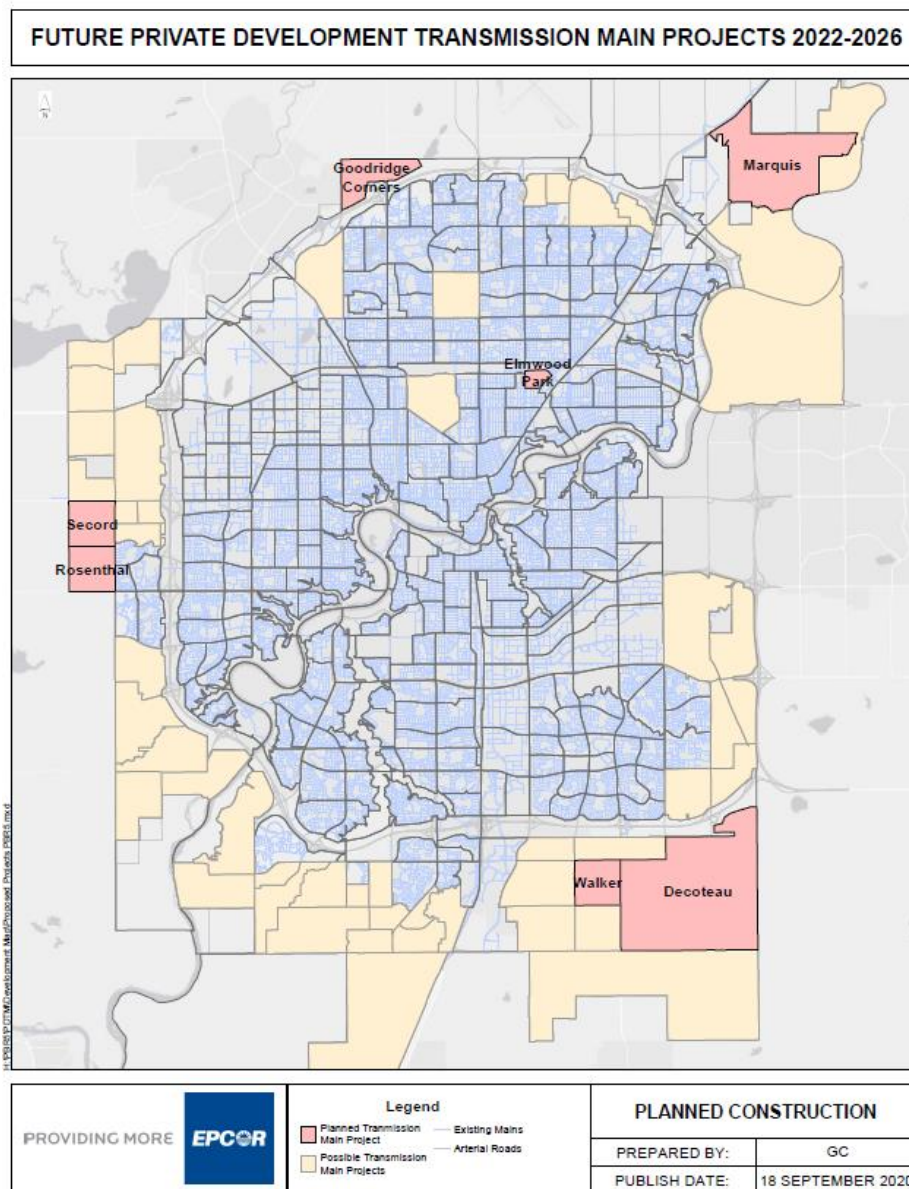 FUTURE PRIVATE DEVELOPMENT TRANSMISSION MAIN PROJECTS 2022-2026
N
Goodridge
Corners
Marquis
Elmwood
Park
Secord
Rosenthal
Walker
Decoteau
PROVIDING MORE
EPCOR
Legend
Planned Tranmission
Main Project
Possible Transmission
Main Projects
Existing Mains
Arterial Roads
PLANNED CONSTRUCTION
PREPARED BY:
GC
PUBLISH DATE:
18 SEPTEMBER 2020